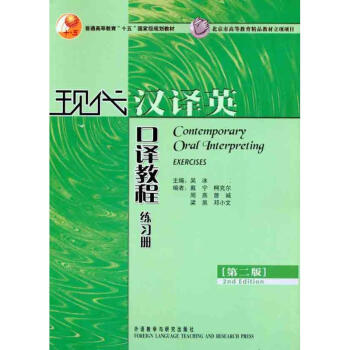 普通高等教育“十五”国家级规划教材
北京市高等教育精品教材立项项目
现代汉译英
口译教程
练习册
Contemporary
Oral Interpreting
EXERCISES
主编:吴冰
编者:戴宁 柯克尔
周燕 曾诚
梁昊 邓小文
[第二版]
2nd Edition
外语教学与研究出版社
FOREIGN LANGUAGE TEACHING AND RESEARCH PRESS